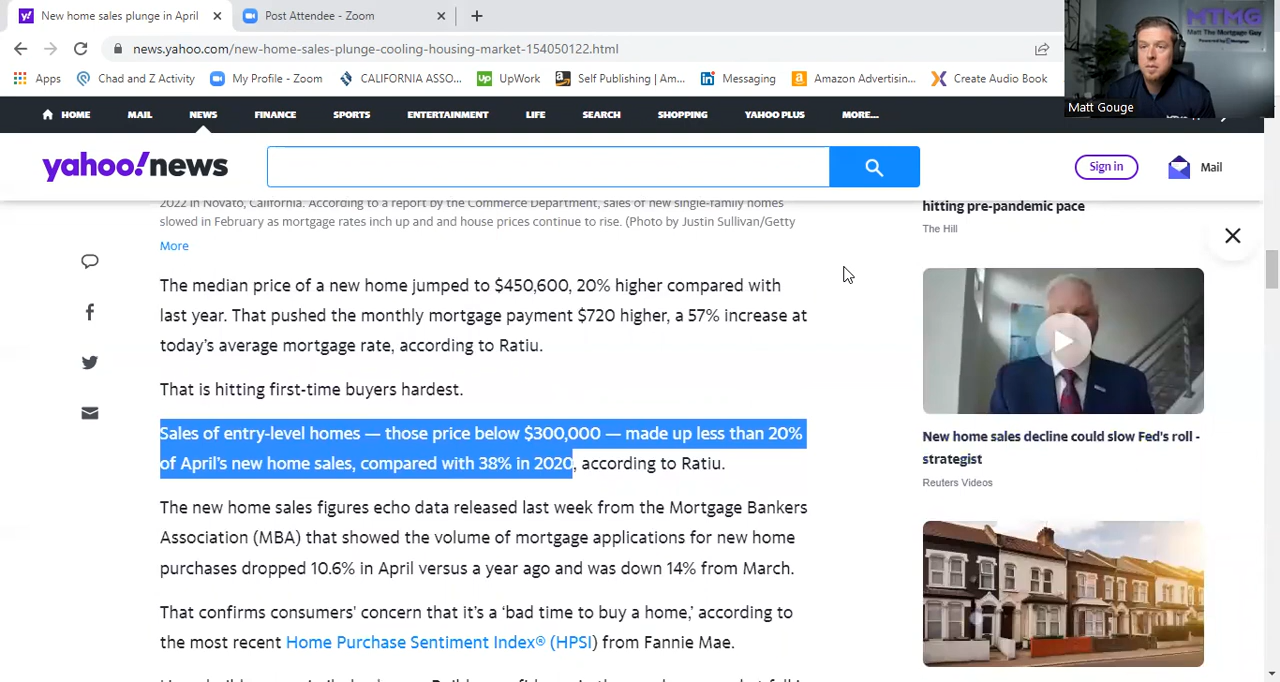 New home sales plunge in April
Post Attendee - Zoom
news.yahoo.com/new-home-sales-plunge-cooling-housing-market-154050122.html
Apps
Chad and Z Activity
My Profile - Zoom
CALIFORNIA ASSO...
UpWork
Self Publishing | Am...
Messaging
Amazon Advertisin...
Create Audio Book
MTMG
Matt The Mortgage Guy
Matt Gouge
HOME
MAIL
NEWS
FINANCE
SPORTS
ENTERTAINMENT
LIFE
SEARCH
SHOPPING
YAHOO PLUS
MORE...
yahoo!news
Sign in
Mail
2022 in Novato, California. According to a report by the Commerce Department, sales of new single-family homes
slowed in February as mortgage rates inch up and and house prices continue to rise. (Photo by Justin Sullivan/Getty
More
The median price of a new home jumped to $450,600, 20% higher compared with
last year. That pushed the monthly mortgage payment $720 higher, a 57% increase at
today's average mortgage rate, according to Ratiu.
That is hitting first-time buyers hardest.
Sales of entry-level homes — those price below $300,000 — made up less than 20%
of April's new home sales, compared with 38% in 2020, according to Ratiu.
The new home sales figures echo data released last week from the Mortgage Bankers
Association (MBA) that showed the volume of mortgage applications for new home
purchases dropped 10.6% in April versus a year ago and was down 14% from March.
That confirms consumers' concern that it's a 'bad time to buy a home,' according to
the most recent Home Purchase Sentiment Index® (HPSI) from Fannie Mae.
hitting pre-pandemic pace
The Hill
New home sales decline could slow Fed's roll -
strategist
Reuters Videos